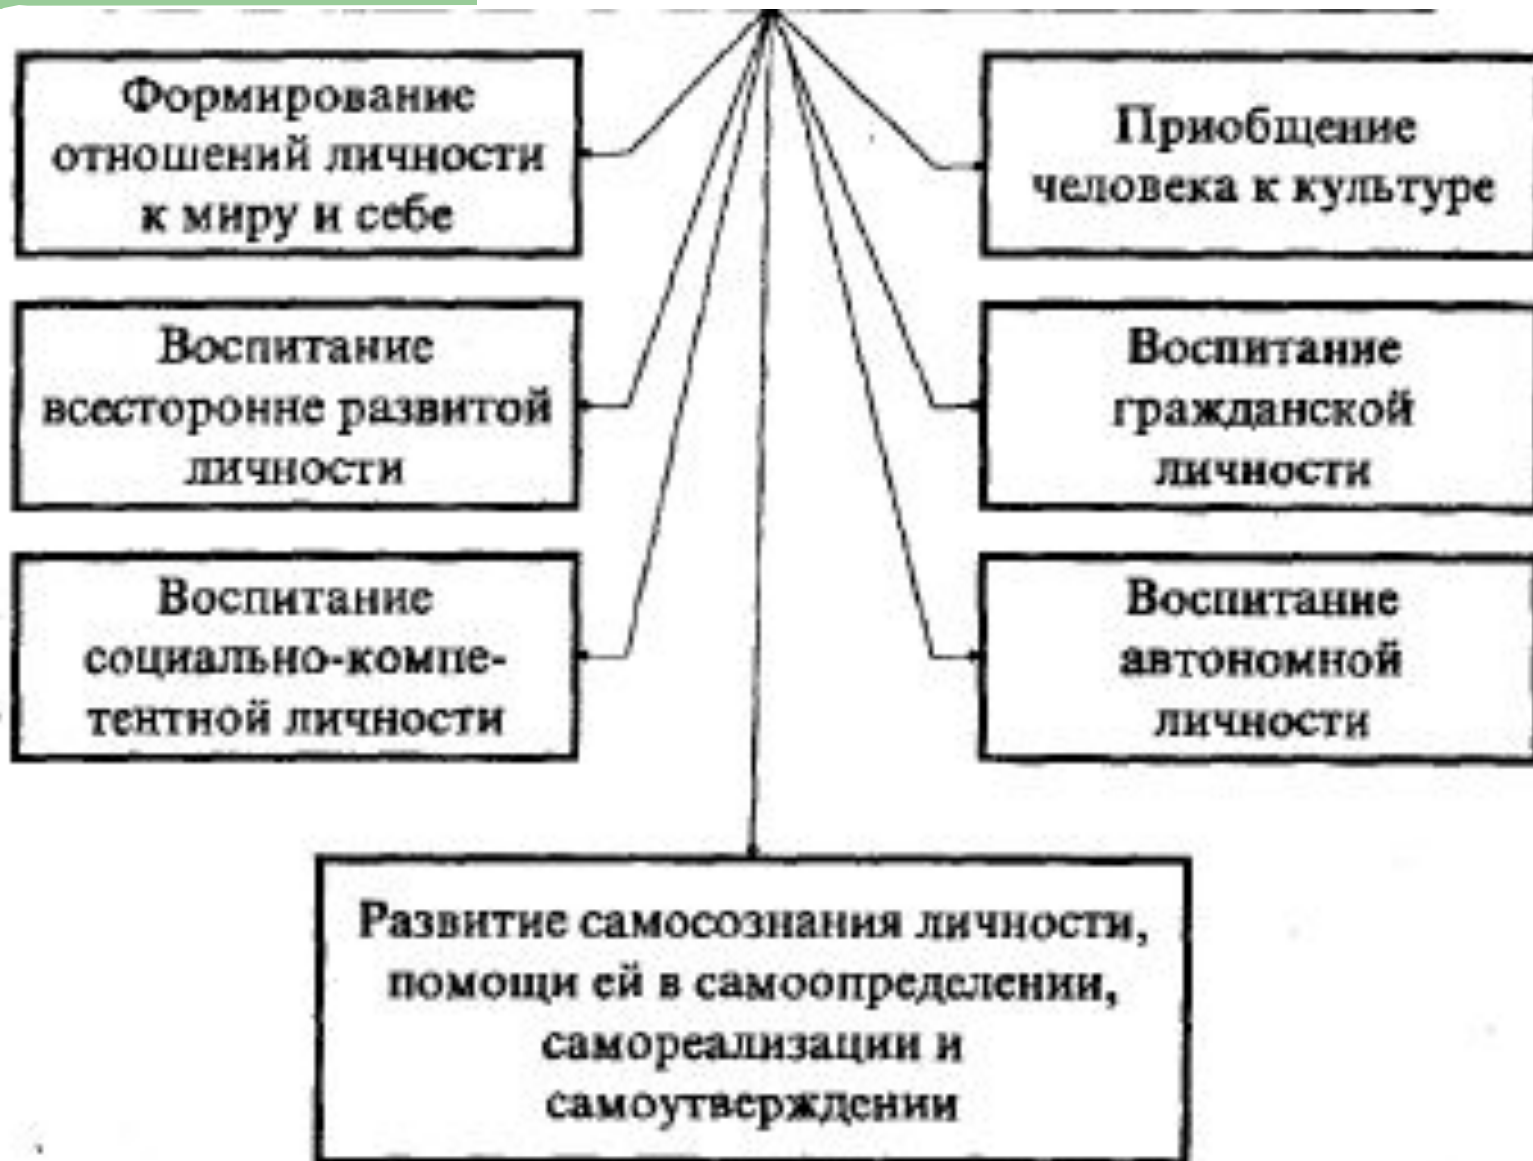 Формирование
отношений личности
к миру и себе
Приобщение
человека к культуре
Воспитание
всесторонне развитой
личности
Воспитание
гражданской
личности
Воспитание
социально-компе-
тентной личности
Воспитание
автономной
личности
Развитие самосознания личности,
помощи ей в самоопределении,
самореализации и
самоутверждении